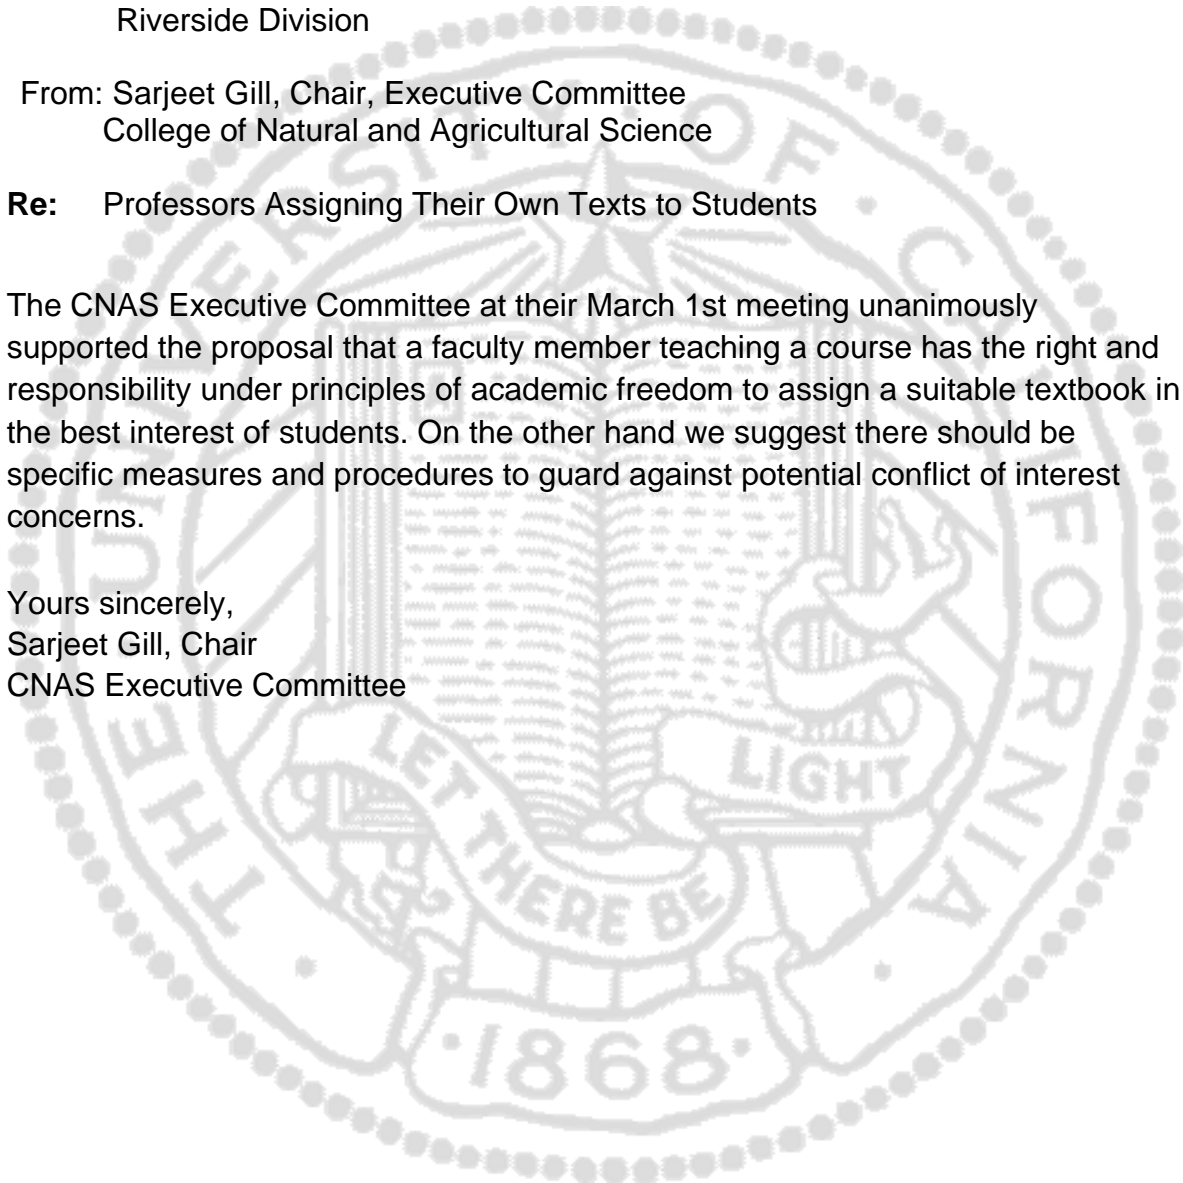 Riverside Division
From: Sarjeet Gill, Chair, Executive Committee
College of Natural and Agricultural Science
Re: Professors Assigning Their Own Texts to Students
The CNAS Executive Committee at their March 1st meeting unanimously
supported the proposal that a faculty member teaching a course has the right and
responsibility under principles of academic freedom to assign a suitable textbook in
the best interest of students. On the other hand we suggest there should be
specific measures and procedures to guard against potential conflict of interest
concerns.
Yours sincerely,
Sarjeet Gill, Chair
CNAS Executive Committee
THE UNIVERSITY OF CALIFORNIA
LET THERE BE LIGHT
·1868·